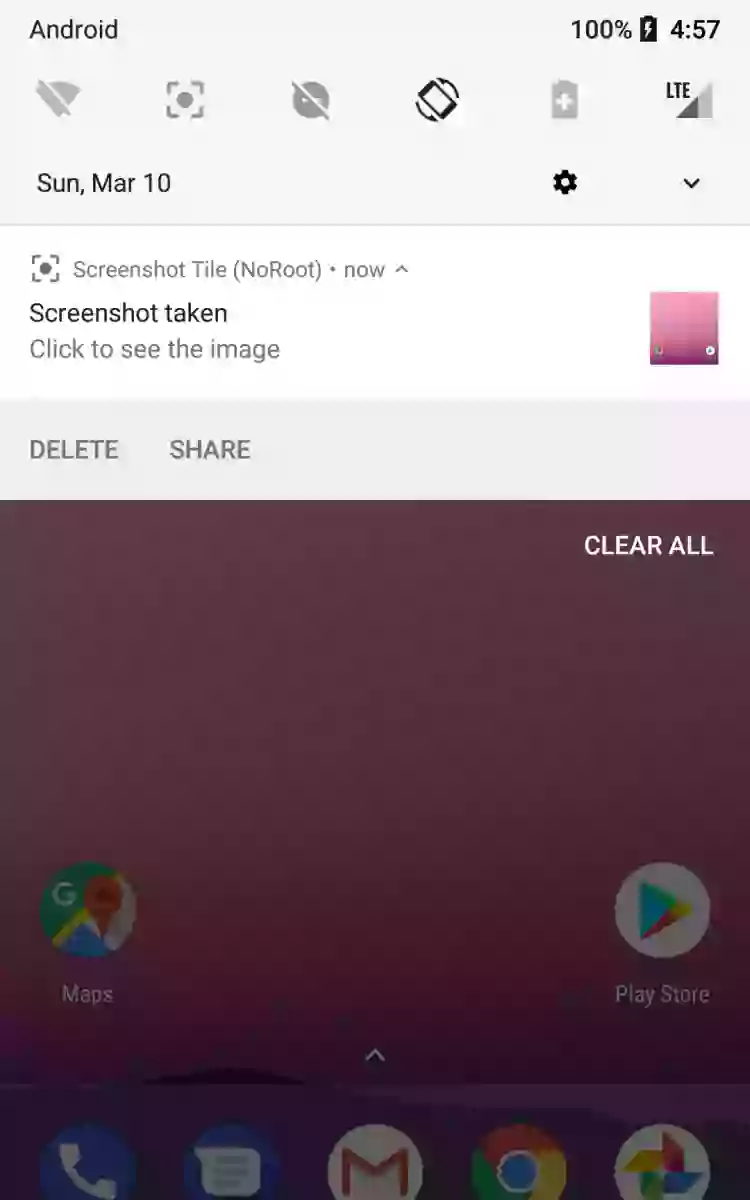 Android 100% 4:57
LTE
Sun, Mar 10
Screenshot Tile (NoRoot) • now
Screenshot taken
Click to see the image
DELETE SHARE
CLEAR ALL
G
Maps Play Store